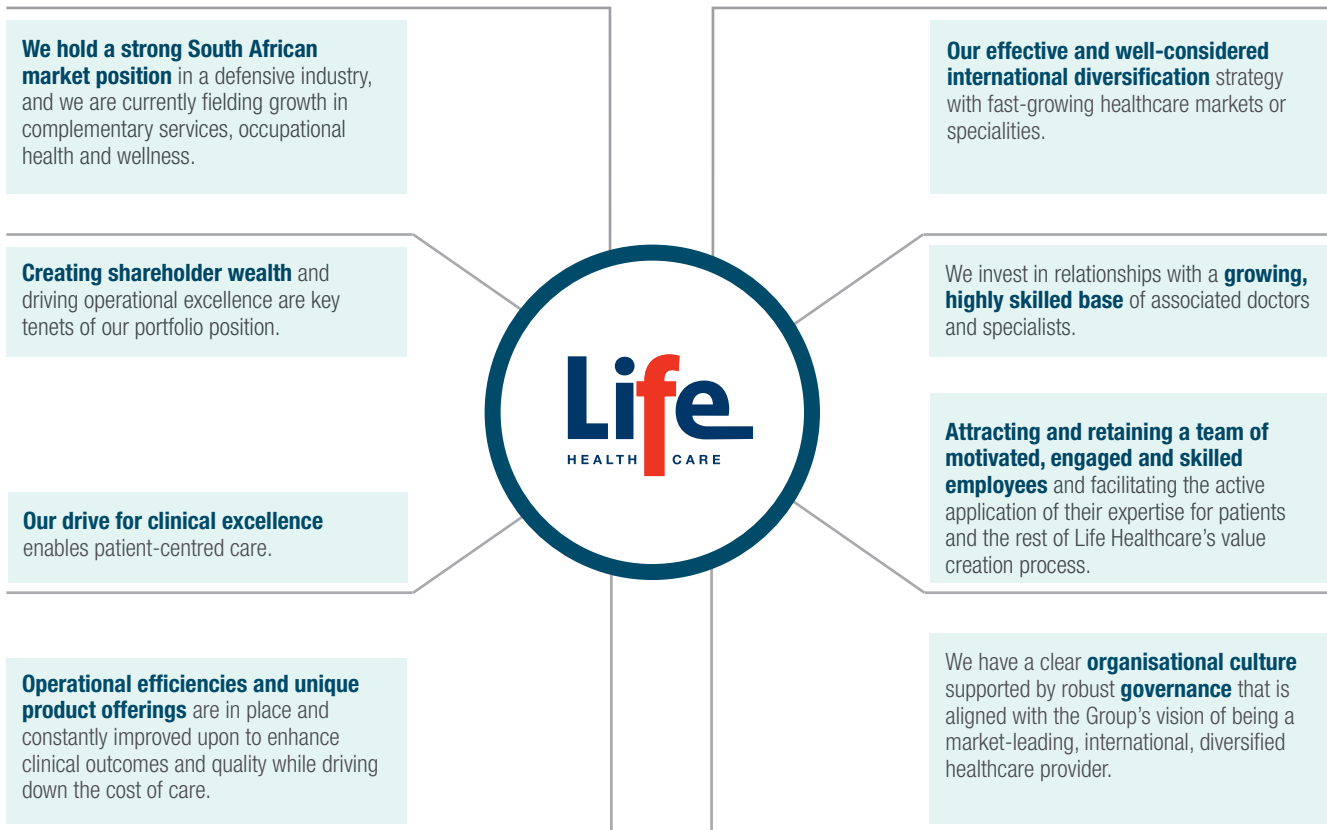 We hold a strong South African
market position in a defensive industry,
and we are currently fielding growth in
complementary services, occupational
health and wellness.
Creating shareholder wealth and
driving operational excellence are key
tenets of our portfolio position.
Our drive for clinical excellence
enables patient-centred care.
Operational efficiencies and unique
product offerings are in place and
constantly improved upon to enhance
clinical outcomes and quality while driving
down the cost of care.
Life
HEALTH CARE
Our effective and well-considered
international diversification strategy
with fast-growing healthcare markets or
specialities.
We invest in relationships with a growing,
highly skilled base of associated doctors
and specialists.
Attracting and retaining a team of
motivated, engaged and skilled
employees and facilitating the active
application of their expertise for patients
and the rest of Life Healthcare's value
creation process.
We have a clear organisational culture
supported by robust governance that is
aligned with the Group's vision of being a
market-leading, international, diversified
healthcare provider.